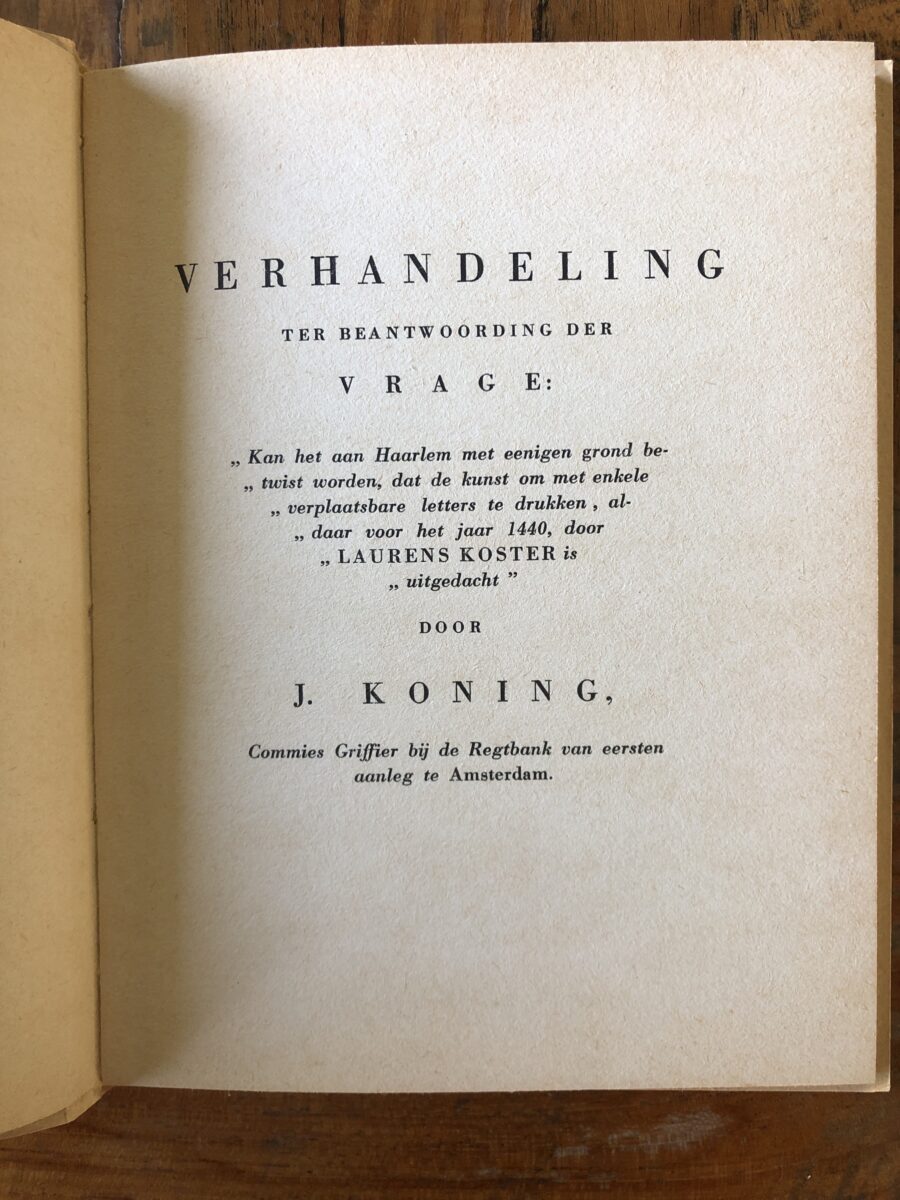 VERHANDELING
TER BEANTWOORDING DER
VRAGE:
„ Kan het aan Haarlem met eenigen grond be-
„ twist worden, dat de kunst om met enkele
„ verplaatsbare letters te drukken, al-
„ daar voor het jaar 1440, door
„ LAURENS KOSTER is
„ uitgedacht ”
DOOR
J. KONING,
Commies Griffier bij de Regtbank van eersten
aanleg te Amsterdam.